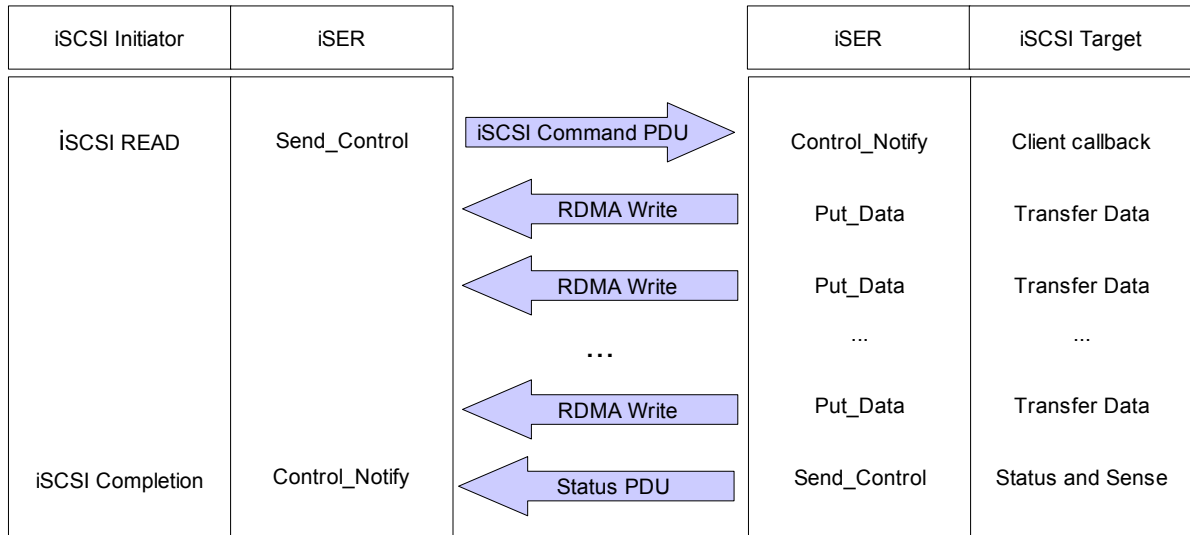 iSCSI Initiator iSER iSER iSCSI Target
iSCSI READ Send_Control iSCSI Command PDU Control_Notify Client callback
RDMA Write Put_Data Transfer Data
RDMA Write Put_Data Transfer Data
... ... ...
RDMA Write Put_Data Transfer Data
iSCSI Completion Control_Notify Status PDU Send_Control Status and Sense